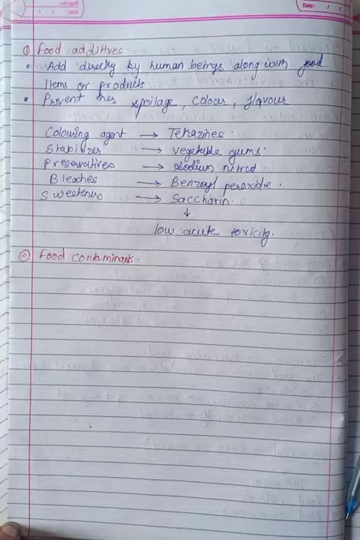 Date:
① Food additives
• Add directly by human beings along with food
Items or products
• Prevent the spoilage, colour, flavour
Colouring agent → Tetrazines.
Stabilizer → vegetable gums.
Preservatives → sodium nitrate.
Bleaches → Benzoyl peroxide.
Sweetners → Saccharin.
↓
low acute toxicity.
② Food contaminants.